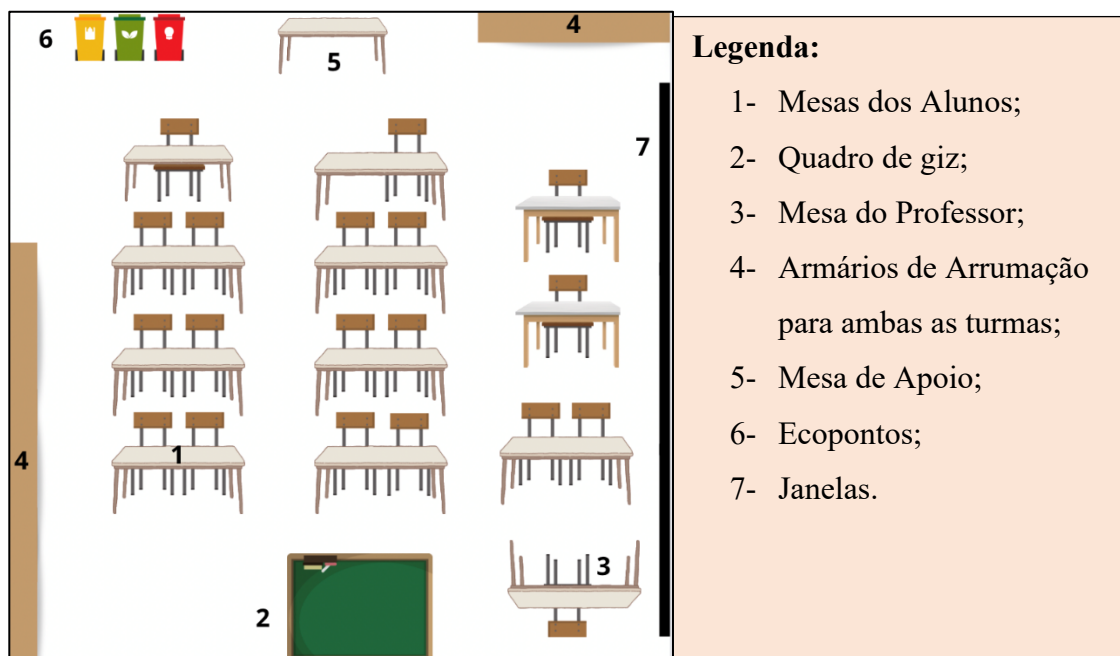 6
5
4
7
4
1
3
2
Legenda:
1- Mesas dos Alunos;
2- Quadro de giz;
3- Mesa do Professor;
4- Armários de Arrumação
para ambas as turmas;
5- Mesa de Apoio;
6- Ecopontos;
7- Janelas.